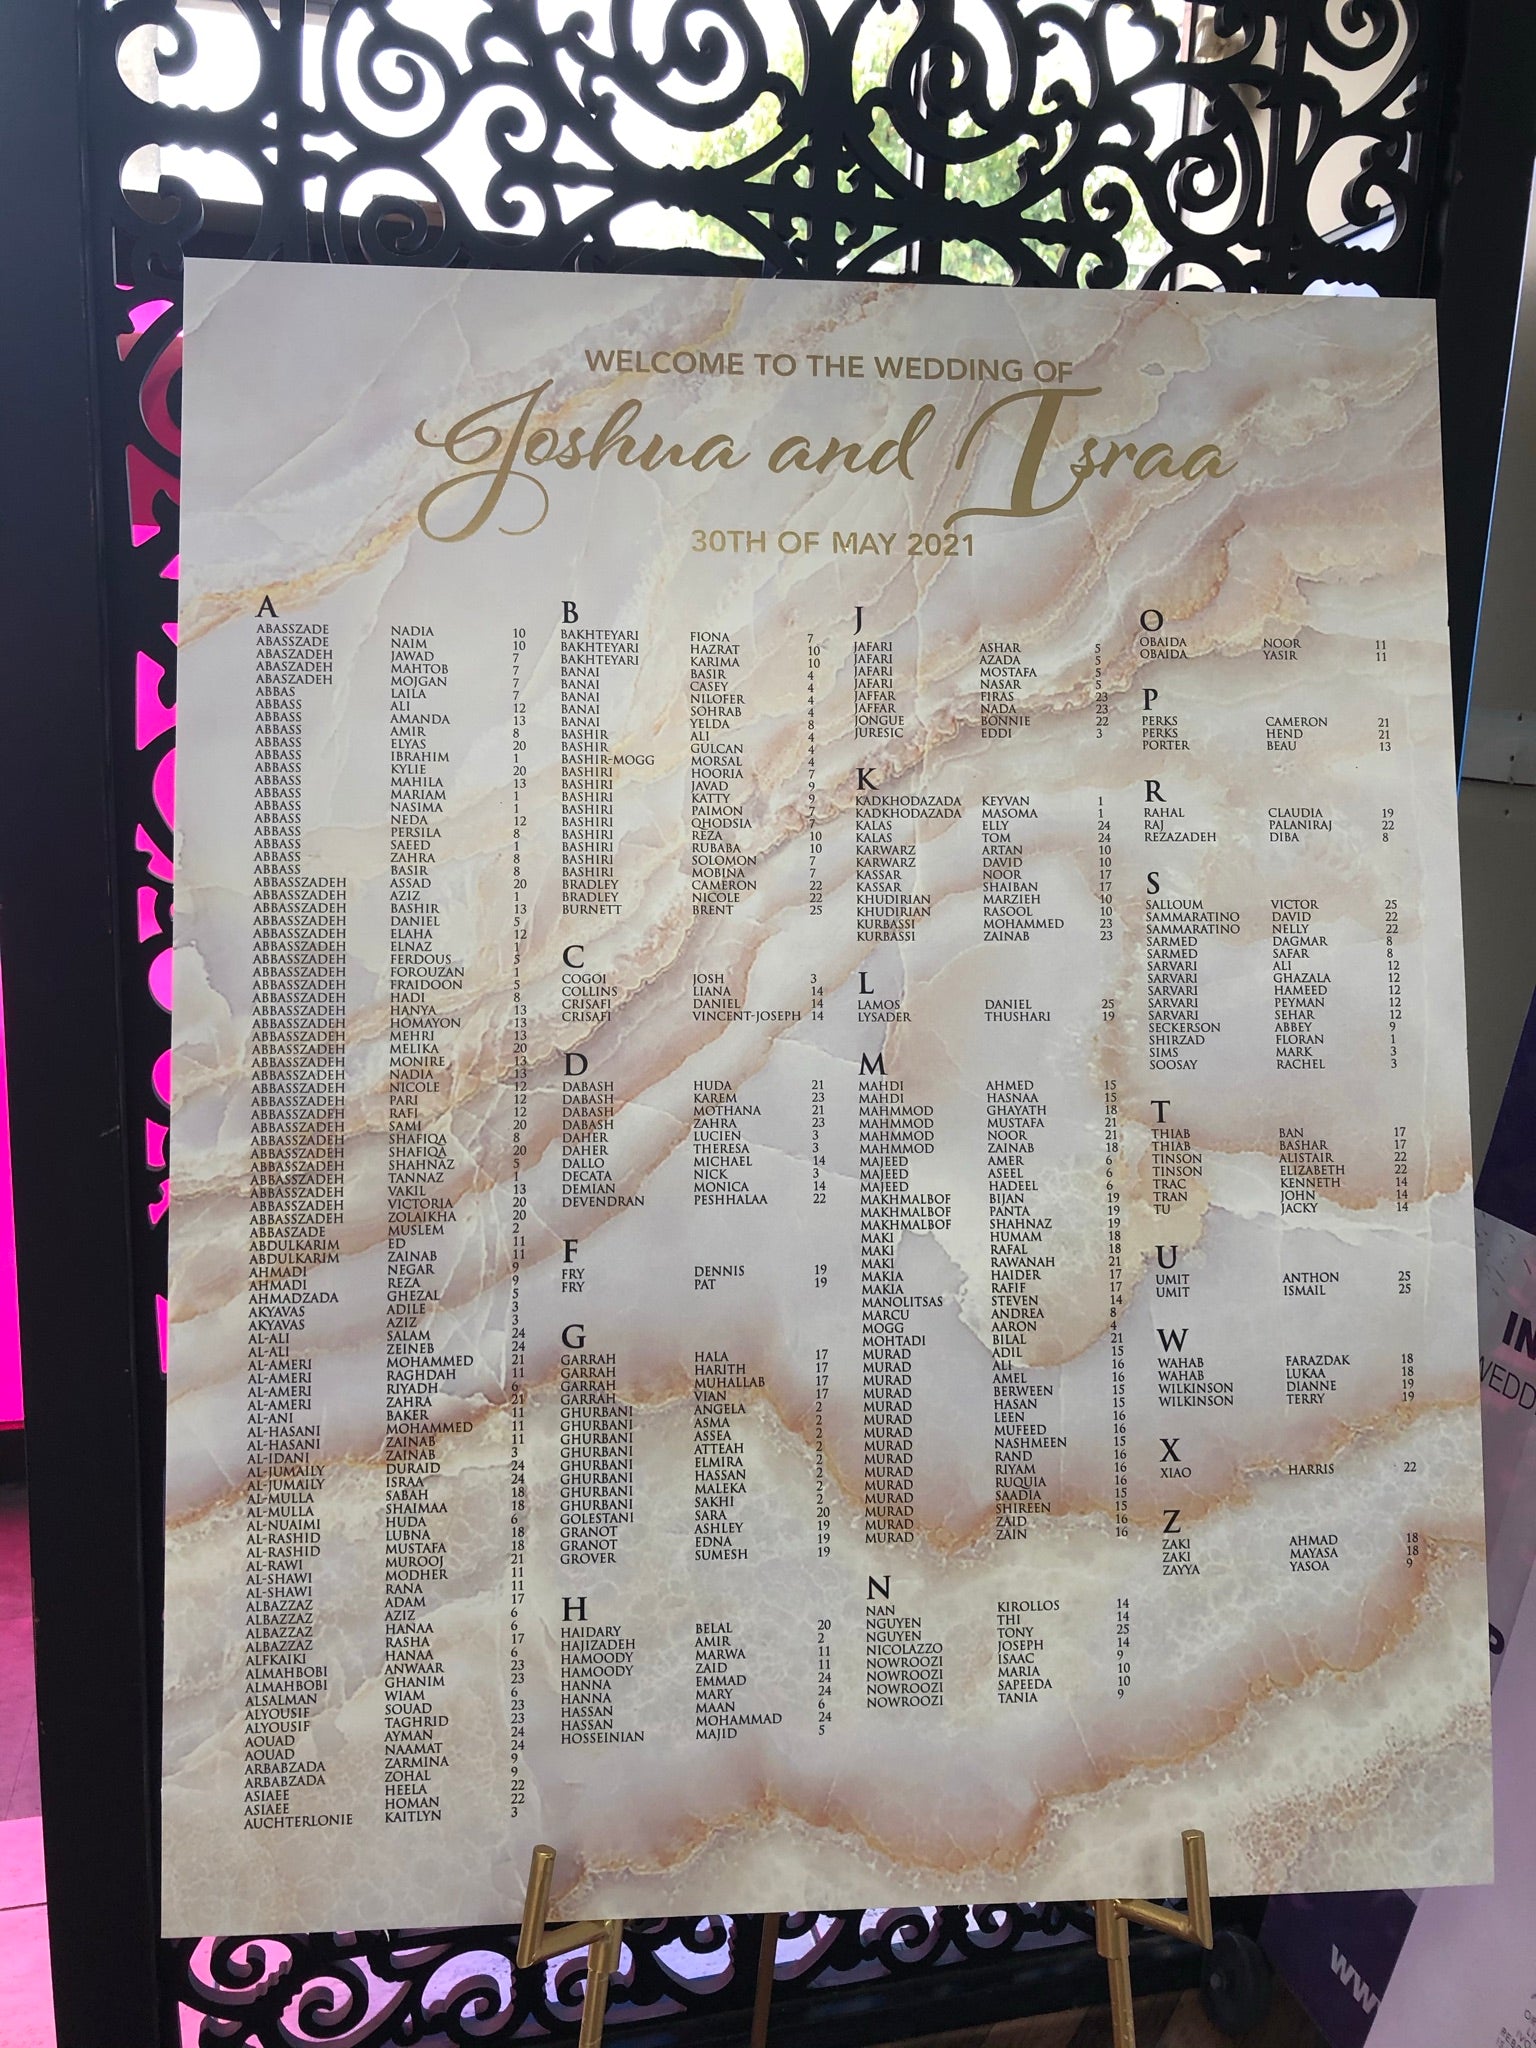 WELCOME TO THE WEDDING OF
Joshua and Israa
30TH OF MAY 2021
A
ABASSZADE NADIA 10
ABASSZADE NAIM 10
ABASZADEH JAWAD 7
ABASZADEH MAHTOB 7
ABASZADEH MOJGAN 7
ABBAS LAILA 7
ABBASS ALI 12
ABBASS AMANDA 13
ABBASS AMIR 8
ABBASS ELYAS 20
ABBASS IBRAHIM 1
ABBASS KYLIE 20
ABBASS MAHILA 13
ABBASS MARIAM 1
ABBASS NASIMA 1
ABBASS NEDA 12
ABBASS PERSILA 8
ABBASS SAEED 1
ABBASS ZAHRA 8
ABBASS BASIR 8
ABBASSZADEH ASSAD 20
ABBASSZADEH AZIZ 1
ABBASSZADEH BASHIR 13
ABBASSZADEH DANIEL 5
ABBASSZADEH ELAHA 12
ABBASSZADEH ELNAZ 1
ABBASSZADEH FERDOUS 5
ABBASSZADEH FOROUZAN 1
ABBASSZADEH FRAIDOON 5
ABBASSZADEH HADI 8
ABBASSZADEH HANYA 13
ABBASSZADEH HOMAYON 13
ABBASSZADEH MEHRI 13
ABBASSZADEH MELIKA 20
ABBASSZADEH MONIRE 13
ABBASSZADEH NADIA 13
ABBASSZADEH NICOLE 12
ABBASSZADEH PARI 12
ABBASSZADEH RAFI 12
ABBASSZADEH SAMI 20
ABBASSZADEH SHAFIQA 8
ABBASSZADEH SHAFIQA 20
ABBASSZADEH SHAHNAZ 5
ABBASSZADEH TANNAZ 1
ABBASSZADEH VAKIL 13
ABBASSZADEH VICTORIA 20
ABBASSZADEH ZOLAIKHA 20
ABBASZADE MUSLEM 2
ABDULKARIM ED 11
ABDULKARIM ZAINAB 11
AHMADI NEGAR 9
AHMADI REZA 9
AHMADZADA GHEZAL 5
AKYAVAS ADILE 3
AKYAVAS AZIZ 3
AL-ALI SALAM 24
AL-ALI ZEINEB 24
AL-AMERI MOHAMMED 21
AL-AMERI RAGHDAH 11
AL-AMERI RIYADH 6
AL-AMERI ZAHRA 21
AL-ANI BAKER 11
AL-HASANI MOHAMMED 11
AL-HASANI ZAINAB 11
AL-IDANI ZAINAB 3
AL-JUMAILY DURAID 24
AL-JUMAILY ISRAA 24
AL-MULLA SABAH 18
AL-MULLA SHAIMAA 18
AL-NUAIMI HUDA 6
AL-RASHID LUBNA 18
AL-RASHID MUSTAFA 18
AL-RAWI MUROOJ 21
AL-SHAWI MODHER 11
AL-SHAWI RANA 11
ALBAZZAZ ADAM 17
ALBAZZAZ AZIZ 6
ALBAZZAZ HANAA 6
ALBAZZAZ RASHA 17
ALFKAIKI HANAA 6
ALMAHBOBI ANWAAR 23
ALMAHBOBI GHANIM 23
ALSALMAN WIAM 6
ALYOUSIF SOUAD 23
ALYOUSIF TAGHRID 23
AOUAD AYMAN 24
AOUAD NAAMAT 24
ARBABZADA ZARMINA 9
ARBABZADA ZOHAL 9
ASIAEE HEELA 22
ASIAEE HOMAN 22
AUCHTERLONIE KAITLYN 3
B
BAKHTEYARI FIONA 7
BAKHTEYARI HAZRAT 10
BAKHTEYARI KARIMA 10
BANAI BASIR 4
BANAI CASEY 4
BANAI NILOFER 4
BANAI SOHRAB 4
BANAI YELDA 8
BASHIR ALI 4
BASHIR GULCAN 4
BASHIR-MOGG MORSAL 4
BASHIRI HOORIA 7
BASHIRI JAVAD 9
BASHIRI KATTY 9
BASHIRI PAIMON 7
BASHIRI QHODSIA 7
BASHIRI REZA 10
BASHIRI RUBABA 10
BASHIRI SOLOMON 7
BASHIRI MOBINA 7
BRADLEY CAMERON 22
BRADLEY NICOLE 22
BURNETT BRENT 25
C
COGOI JOSH 3
COLLINS LIANA 14
CRISAFI DANIEL 14
CRISAFI VINCENT-JOSEPH 14
D
DABASH HUDA 21
DABASH KAREM 23
DABASH MOTHANA 21
DABASH ZAHRA 23
DAHER LUCIEN 3
DAHER THERESA 3
DALLO MICHAEL 14
DECATA NICK 3
DEMIAN MONICA 14
DEVENDRAN PESHHALAA 22
F
FRY DENNIS 19
FRY PAT 19
G
GARRAH HALA 17
GARRAH HARITH 17
GARRAH MUHALLAB 17
GARRAH VIAN 17
GHURBANI ANGELA 2
GHURBANI ASMA 2
GHURBANI ASSEA 2
GHURBANI ATTEAH 2
GHURBANI ELMIRA 2
GHURBANI HASSAN 2
GHURBANI MALEKA 2
GHURBANI SAKHI 2
GOLESTANI SARA 20
GRANOT ASHLEY 19
GRANOT EDNA 19
GROVER SUMESH 19
H
HAIDARY BELAL 20
HAJIZADEH AMIR 2
HAMOODY MARWA 11
HAMOODY ZAID 11
HANNA EMMAD 24
HANNA MARY 24
HASSAN MAAN 6
HASSAN MOHAMMAD 24
HOSSEINIAN MAJID 5
J
JAFARI ASHAR 5
JAFARI AZADA 5
JAFARI MOSTAFA 5
JAFARI NASAR 5
JAFFAR FIRAS 23
JAFFAR NADA 23
JONGUE BONNIE 22
JURESIC EDDI 3
K
KADKHODAZADA KEYVAN 1
KADKHODAZADA MASOMA 1
KALAS ELLY 24
KALAS TOM 24
KARWARZ ARTAN 10
KARWARZ DAVID 10
KASSAR NOOR 17
KASSAR SHAIBAN 17
KHUDIRIAN MARZIEH 10
KHUDIRIAN RASOOL 10
KURBASSI MOHAMMED 23
KURBASSI ZAINAB 23
L
LAMOS DANIEL 25
LYSADER THUSHARI 19
M
MAHDI AHMED 15
MAHDI HASNAA 15
MAHMMOD GHAYATH 18
MAHMMOD MUSTAFA 21
MAHMMOD NOOR 21
MAHMMOD ZAINAB 18
MAJEED AMER 6
MAJEED ASEEL 6
MAJEED HADEEL 6
MAKHMALBOF BIJAN 19
MAKHMALBOF PANTA 19
MAKHMALBOF SHAHNAZ 19
MAKI HUMAM 18
MAKI RAFAL 18
MAKI RAWANAH 21
MAKIA HAIDER 17
MAKIA RAFIF 17
MANOLITSAS STEVEN 14
MARCU ANDREA 8
MOGG AARON 4
MOHTADI BILAL 21
MURAD ADIL 15
MURAD ALI 16
MURAD AMEL 16
MURAD BERWEEN 15
MURAD HASAN 15
MURAD LEEN 16
MURAD MUFEED 16
MURAD NASHMEEN 15
MURAD RAND 16
MURAD RIYAM 16
MURAD RUQUIA 16
MURAD SAADIA 15
MURAD SHIREEN 15
MURAD ZAID 16
MURAD ZAIN 16
N
NAN KIROLLOS 14
NGUYEN THI 14
NGUYEN TONY 25
NICOLAZZO JOSEPH 14
NOWROOZI ISAAC 9
NOWROOZI MARIA 10
NOWROOZI SAPEEDA 10
NOWROOZI TANIA 9
O
OBAIDA NOOR 11
OBAIDA YASIR 11
P
PERKS CAMERON 21
PERKS HEND 21
PORTER BEAU 13
R
RAHAL CLAUDIA 19
RAJ PALANIRAJ 22
REZAZADEH DIBA 8
S
SALLOUM VICTOR 25
SAMMARATINO DAVID 22
SAMMARATINO NELLY 22
SARMED DAGMAR 8
SARMED SAFAR 8
SARVARI ALI 12
SARVARI GHAZALA 12
SARVARI HAMEED 12
SARVARI PEYMAN 12
SARVARI SEHAR 12
SECKERSON ABBEY 9
SHIRZAD FLORAN 1
SIMS MARK 3
SOOSAY RACHEL 3
T
THIAB BAN 17
THIAB BASHAR 17
TINSON ALISTAIR 22
TINSON ELIZABETH 22
TRAC KENNETH 14
TRAN JOHN 14
TU JACKY 14
U
UMIT ANTHON 25
UMIT ISMAIL 25
W
WAHAB FARAZDAK 18
WAHAB LUKAA 18
WILKINSON DIANNE 19
WILKINSON TERRY 19
X
XIAO HARRIS 22
Z
ZAKI AHMAD 18
ZAKI MAYASA 18
ZAYYA YASOA 9